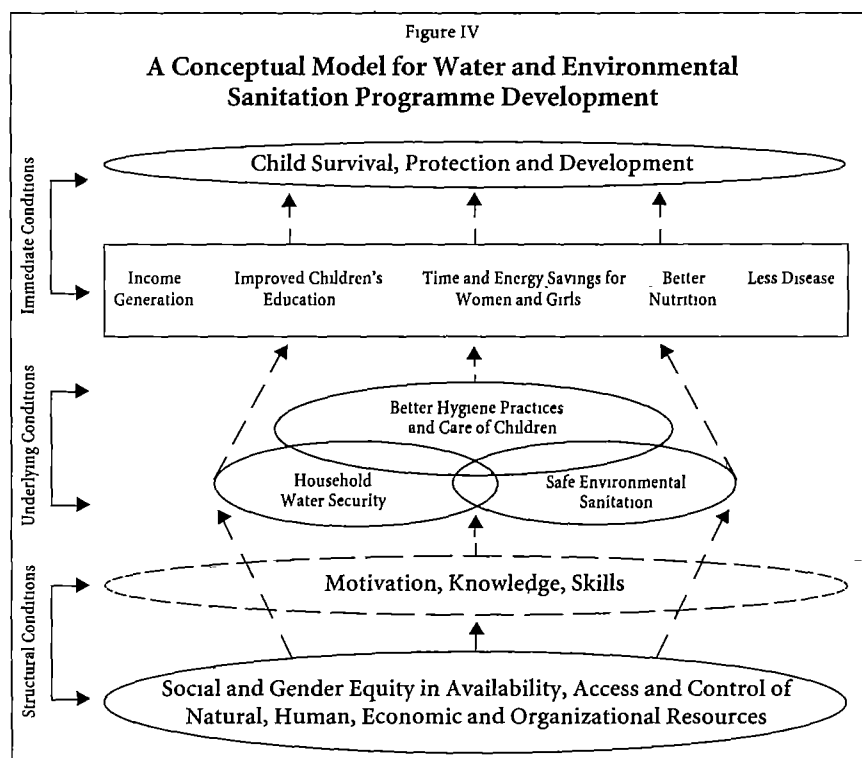 Figure IV
A Conceptual Model for Water and Environmental
Sanitation Programme Development
Immediate Conditions
Child Survival, Protection and Development
Income
Generation
Improved Children's
Education
Time and Energy Savings for
Women and Girls
Better
Nutrition
Less Disease
Underlying Conditions
Better Hygiene Practices
and Care of Children
Household
Water Security
Safe Environmental
Sanitation
Structural Conditions
Motivation, Knowledge, Skills
Social and Gender Equity in Availability, Access and Control of
Natural, Human, Economic and Organizational Resources